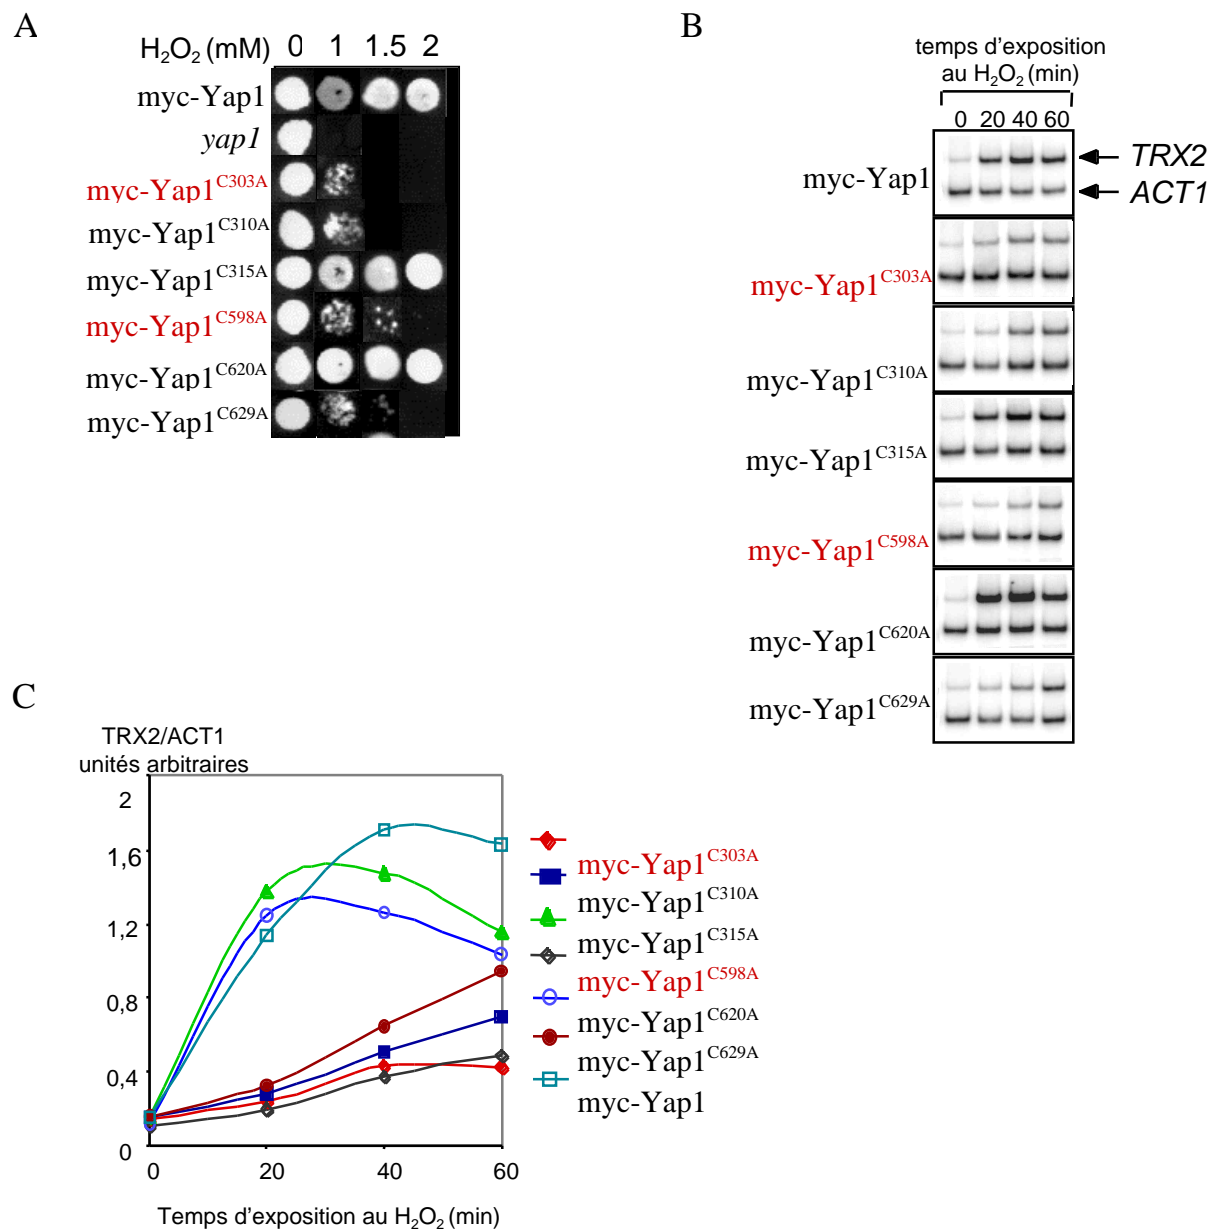 A
H₂O₂ (mM) 0 1 1.5 2
myc-Yap1
yap1
myc-Yap1C303A
myc-Yap1C310A
myc-Yap1C315A
myc-Yap1C598A
myc-Yap1C620A
myc-Yap1C629A
B
temps d'exposition
au H₂O₂ (min)
0 20 40 60
myc-Yap1
TRX2
ACT1
myc-Yap1C303A
myc-Yap1C310A
myc-Yap1C315A
myc-Yap1C598A
myc-Yap1C620A
myc-Yap1C629A
C
TRX2/ACT1
unités arbitraires
2
1,6
1,2
0,8
0,4
0
0 20 40 60
Temps d'exposition au H₂O₂ (min)
myc-Yap1C303A
myc-Yap1C310A
myc-Yap1C315A
myc-Yap1C598A
myc-Yap1C620A
myc-Yap1C629A
myc-Yap1